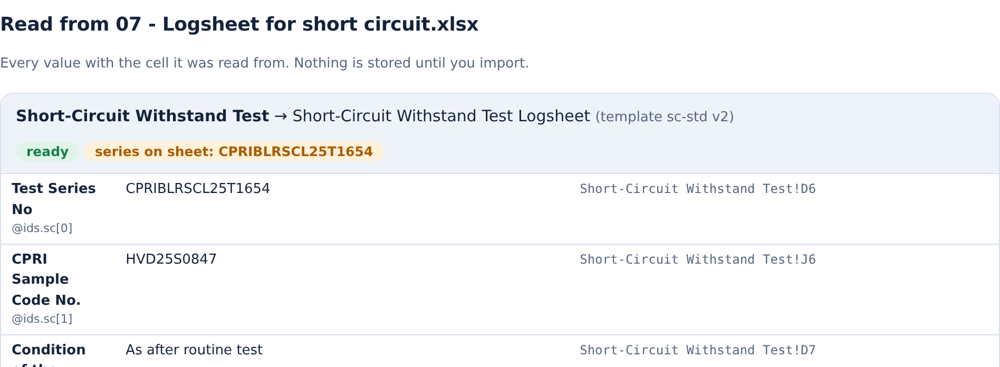 Read from 07 - Logsheet for short circuit.xlsx
Every value with the cell it was read from. Nothing is stored until you import.
Short-Circuit Withstand Test → Short-Circuit Withstand Test Logsheet (template sc-std v2)
ready series on sheet: CPRIBLRSCL25T1654
Test Series CPRIBLRSCL25T1654 Short-Circuit Withstand Test!D6
No
@ids.sc[0]
CPRI HVD25S0847 Short-Circuit Withstand Test!J6
Sample
Code No.
@ids.sc[1]
Condition As after routine test Short-Circuit Withstand Test!D7
of the